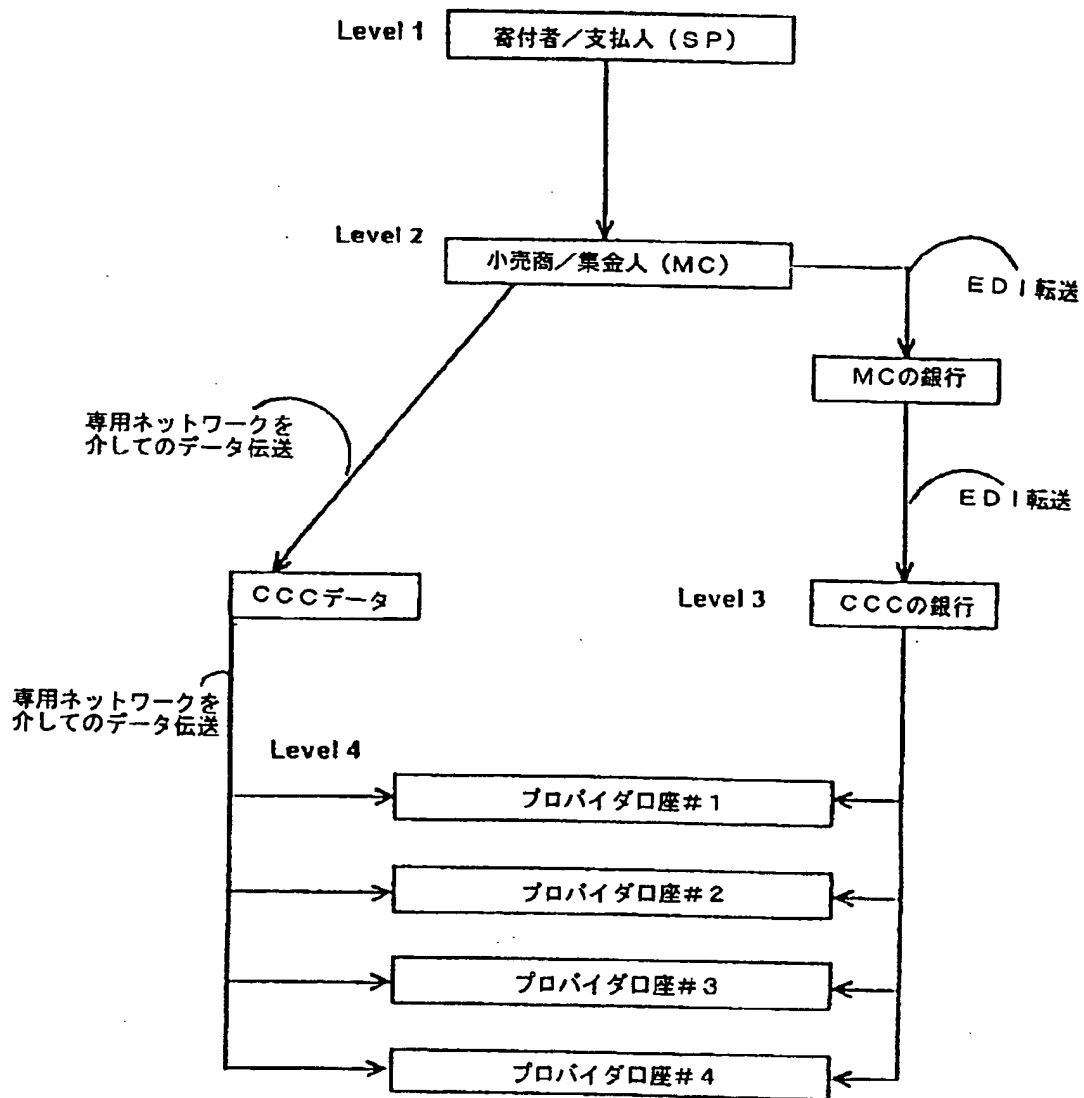 Level 1
寄付者／支払人（SP）
Level 2
小売商／集金人（MC）
EDI転送
MCの銀行
専用ネットワークを
介してのデータ伝送
EDI転送
CCCデータ
Level 3
CCCの銀行
専用ネットワークを
介してのデータ伝送
Level 4
プロバイダ口座＃1
プロバイダ口座＃2
プロバイダ口座＃3
プロバイダ口座＃4